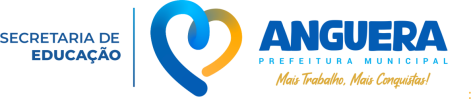 SECRETARIA DE
EDUCAÇÃO
ANGUERA
PREFEITURA MUNICIPAL
Mais Trabalho, Mais Conquistas!